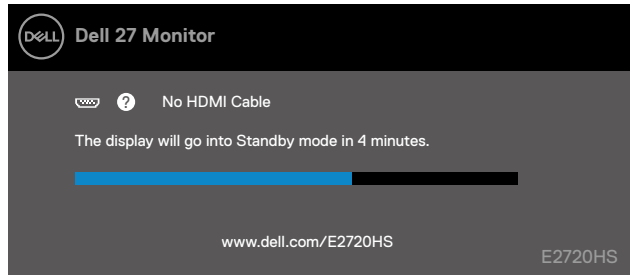 DELL Dell 27 Monitor
? No HDMI Cable
The display will go into Standby mode in 4 minutes.
www.dell.com/E2720HS
E2720HS